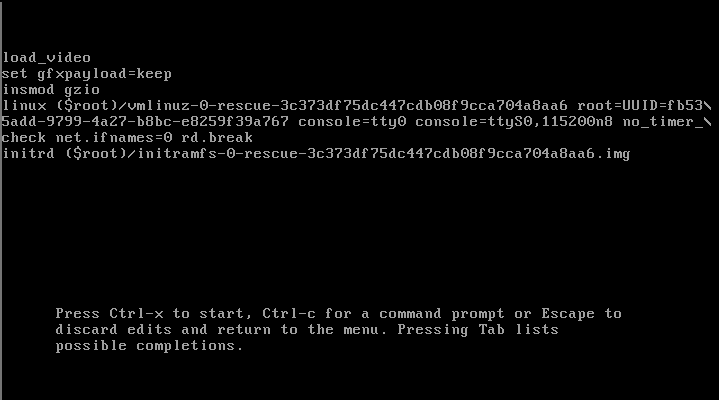 load_video
set gfxpayload=keep
insmod gzio
linux ($root)/vmlinuz-0-rescue-3c373df75dc447cdb08f9cca704a8aa6 root=UUID=fb53\
5add-9799-4a27-b8bc-e8259f39a767 console=tty0 console=ttyS0,115200n8 no_timer_\
check net.ifnames=0 rd.break
initrd ($root)/initramfs-0-rescue-3c373df75dc447cdb08f9cca704a8aa6.img
Press Ctrl-x to start, Ctrl-c for a command prompt or Escape to
discard edits and return to the menu. Pressing Tab lists
possible completions.